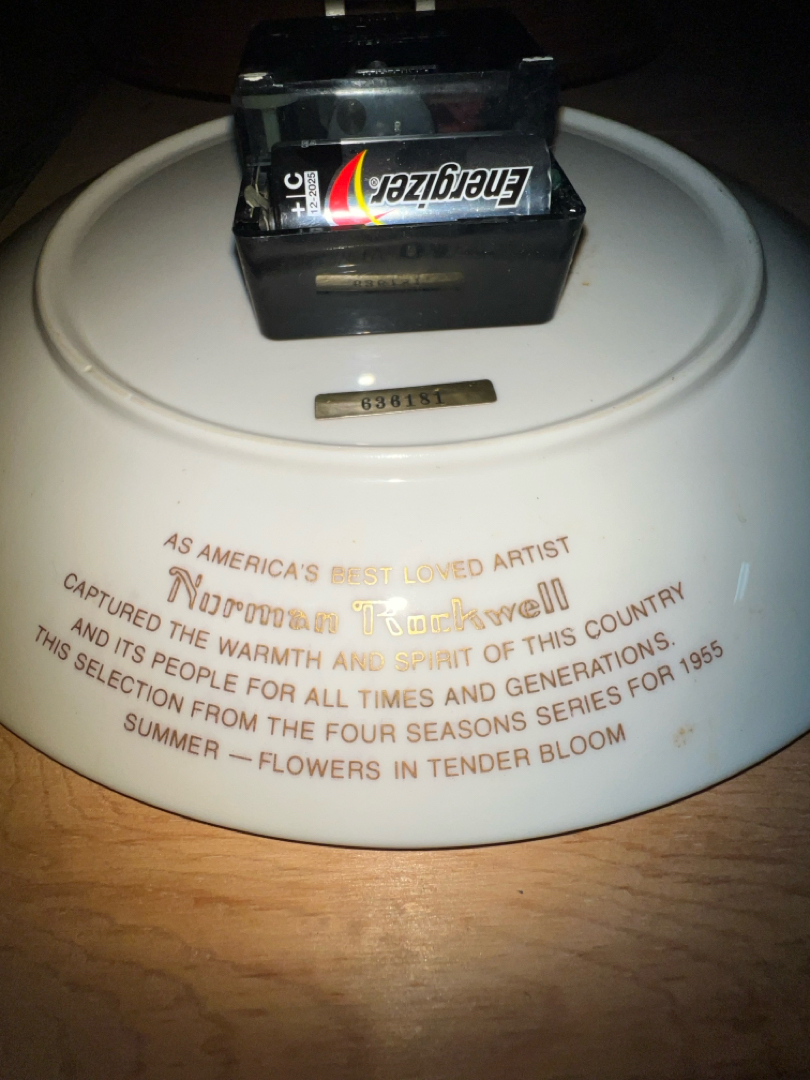 Energizer®
+ C
12-2025
636181
636181
AS AMERICA'S BEST LOVED ARTIST
Norman Rockwell
CAPTURED THE WARMTH AND SPIRIT OF THIS COUNTRY
AND ITS PEOPLE FOR ALL TIMES AND GENERATIONS.
THIS SELECTION FROM THE FOUR SEASONS SERIES FOR 1955
SUMMER — FLOWERS IN TENDER BLOOM